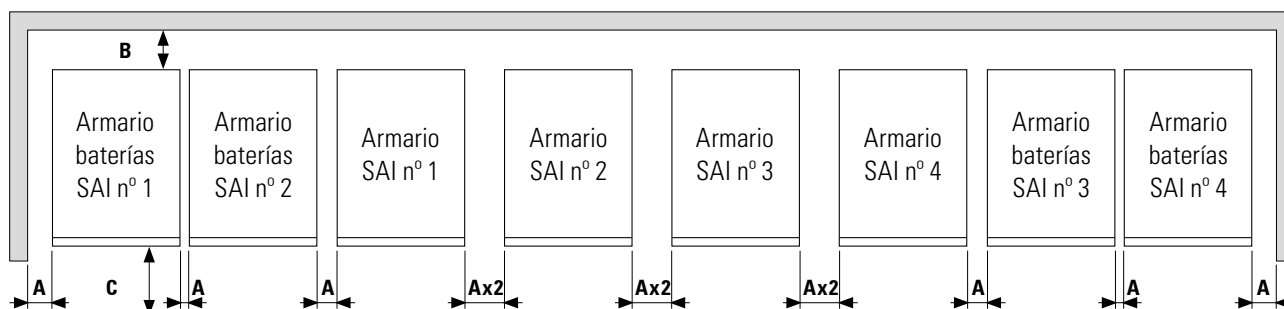 B
Armario
baterías
SAI nº 1
Armario
baterías
SAI nº 2
Armario
SAI nº 1
Armario
SAI nº 2
Armario
SAI nº 3
Armario
SAI nº 4
Armario
baterías
SAI nº 3
Armario
baterías
SAI nº 4
A
C
A
A
Ax2
Ax2
Ax2
A
A
A